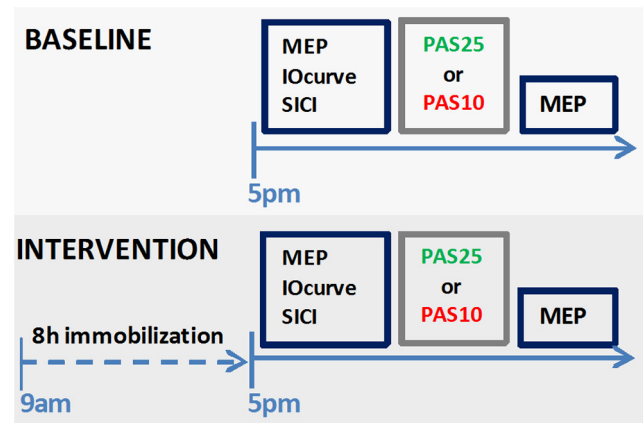 BASELINE
MEP
IOcurve
SICI
PAS25
or
PAS10
MEP
5pm
INTERVENTION
MEP
IOcurve
SICI
PAS25
or
PAS10
MEP
8h immobilization
9am
5pm